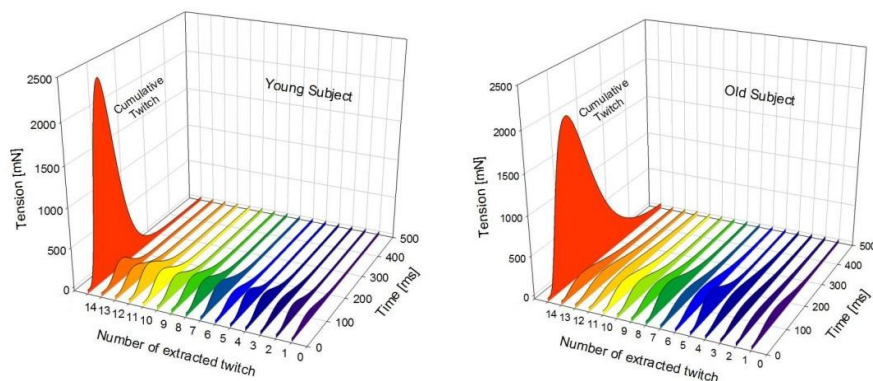 2500
2000
1500
1000
500
0
Tension [mN]
Cumulative
Twitch
Young Subject
14 13 12 11 10 9 8 7 6 5 4 3 2 1 0
Number of extracted twitch
0
100
200
300
400
500
Time [ms]
2500
2000
1500
1000
500
0
Tension [mN]
Cumulative
Twitch
Old Subject
14 13 12 11 10 9 8 7 6 5 4 3 2 1 0
Number of extracted twitch
0
100
200
300
400
500
Time [ms]